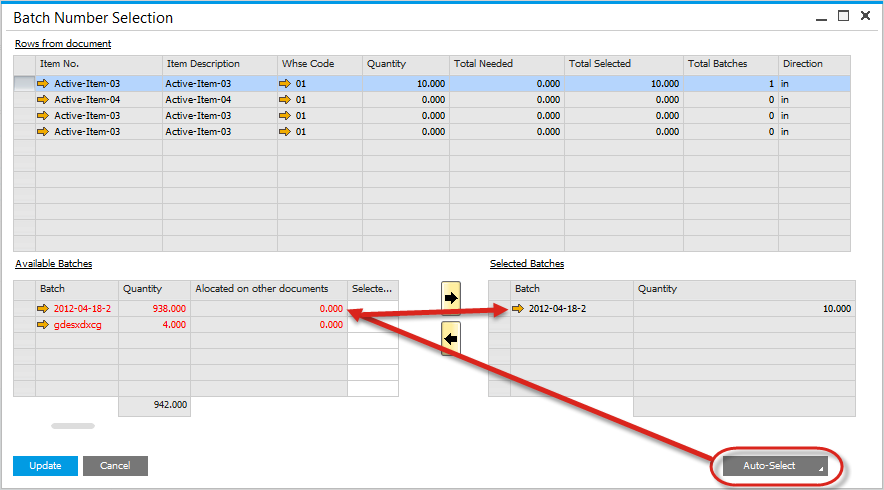 Batch Number Selection
Rows from document
Item No. Item Description Whse Code Quantity Total Needed Total Selected Total Batches Direction
Active-Item-03 Active-Item-03 01 10.000 0.000 10.000 1 in
Active-Item-04 Active-Item-04 01 0.000 0.000 0.000 0 in
Active-Item-03 Active-Item-03 01 0.000 0.000 0.000 0 in
Active-Item-03 Active-Item-03 01 0.000 0.000 0.000 0 in
Available Batches Selected Batches
Batch Quantity Alocated on other documents Selecte... Batch Quantity
2012-04-18-2 938.000 0.000 2012-04-18-2 10.000
gdesxdxcg 4.000 0.000
942.000
Update Cancel Auto-Select